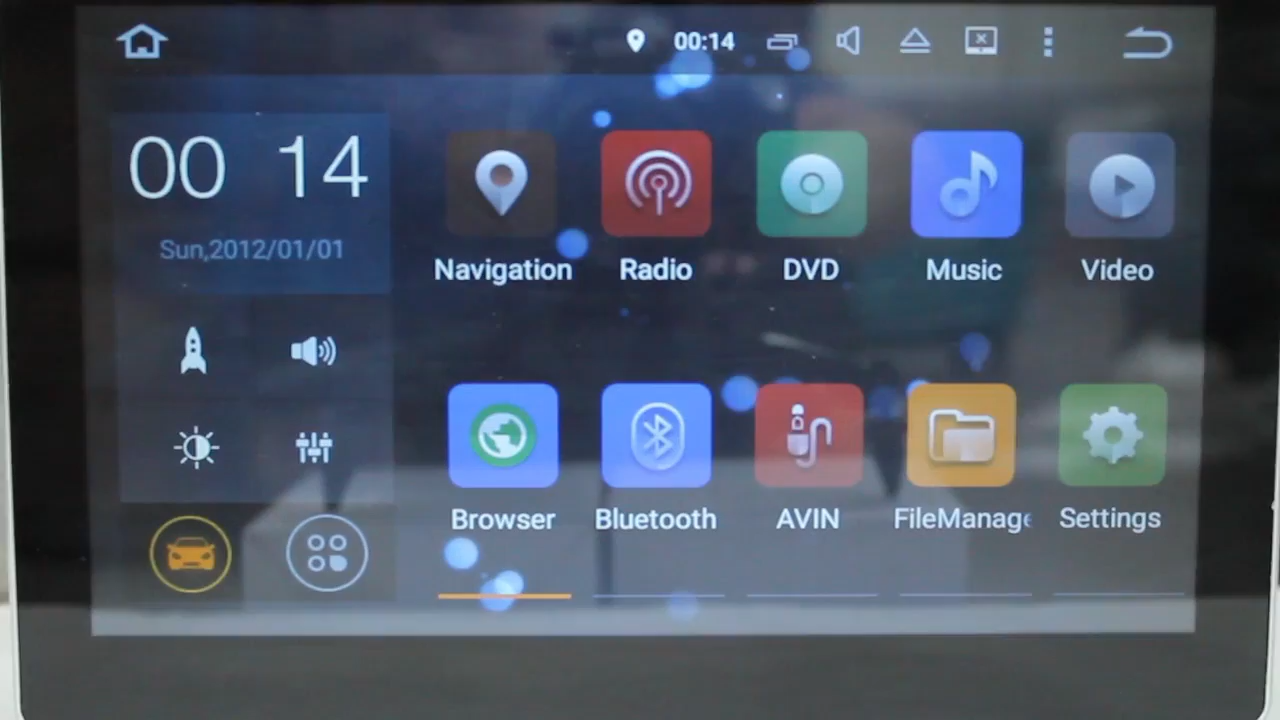 00:14
00 14
Sun,2012/01/01
Navigation Radio DVD Music Video
Browser Bluetooth AVIN FileManage Settings